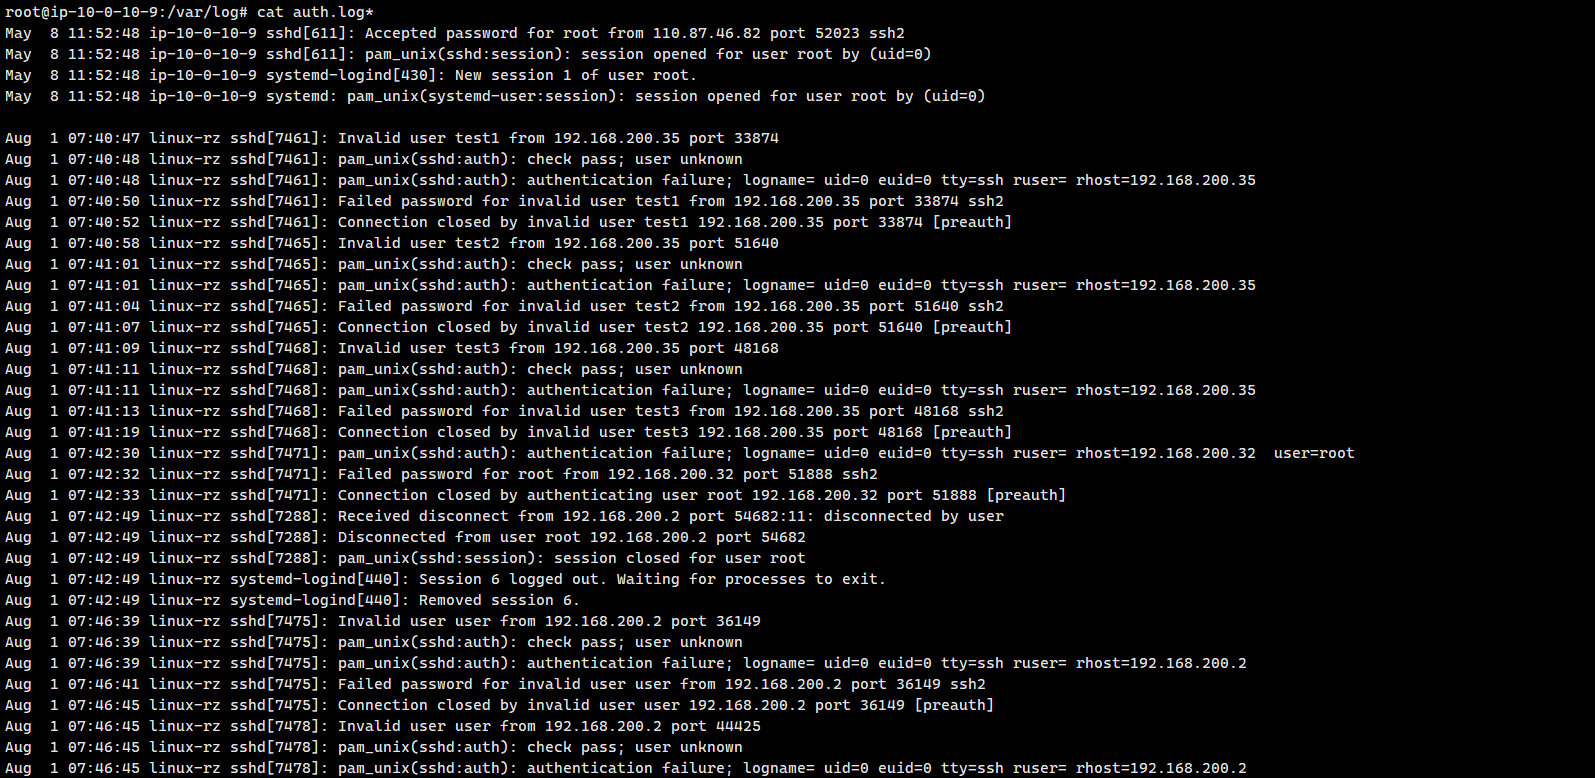 root@ip-10-0-10-9:/var/log# cat auth.log*
May  8 11:52:48 ip-10-0-10-9 sshd[611]: Accepted password for root from 110.87.46.82 port 52023 ssh2
May  8 11:52:48 ip-10-0-10-9 sshd[611]: pam_unix(sshd:session): session opened for user root by (uid=0)
May  8 11:52:48 ip-10-0-10-9 systemd-logind[430]: New session 1 of user root.
May  8 11:52:48 ip-10-0-10-9 systemd: pam_unix(systemd-user:session): session opened for user root by (uid=0)

Aug  1 07:40:47 linux-rz sshd[7461]: Invalid user test1 from 192.168.200.35 port 33874
Aug  1 07:40:48 linux-rz sshd[7461]: pam_unix(sshd:auth): check pass; user unknown
Aug  1 07:40:48 linux-rz sshd[7461]: pam_unix(sshd:auth): authentication failure; logname= uid=0 euid=0 tty=ssh ruser= rhost=192.168.200.35
Aug  1 07:40:50 linux-rz sshd[7461]: Failed password for invalid user test1 from 192.168.200.35 port 33874 ssh2
Aug  1 07:40:52 linux-rz sshd[7461]: Connection closed by invalid user test1 192.168.200.35 port 33874 [preauth]
Aug  1 07:40:58 linux-rz sshd[7465]: Invalid user test2 from 192.168.200.35 port 51640
Aug  1 07:41:01 linux-rz sshd[7465]: pam_unix(sshd:auth): check pass; user unknown
Aug  1 07:41:01 linux-rz sshd[7465]: pam_unix(sshd:auth): authentication failure; logname= uid=0 euid=0 tty=ssh ruser= rhost=192.168.200.35
Aug  1 07:41:04 linux-rz sshd[7465]: Failed password for invalid user test2 from 192.168.200.35 port 51640 ssh2
Aug  1 07:41:07 linux-rz sshd[7465]: Connection closed by invalid user test2 192.168.200.35 port 51640 [preauth]
Aug  1 07:41:09 linux-rz sshd[7468]: Invalid user test3 from 192.168.200.35 port 48168
Aug  1 07:41:11 linux-rz sshd[7468]: pam_unix(sshd:auth): check pass; user unknown
Aug  1 07:41:11 linux-rz sshd[7468]: pam_unix(sshd:auth): authentication failure; logname= uid=0 euid=0 tty=ssh ruser= rhost=192.168.200.35
Aug  1 07:41:13 linux-rz sshd[7468]: Failed password for invalid user test3 from 192.168.200.35 port 48168 ssh2
Aug  1 07:41:19 linux-rz sshd[7468]: Connection closed by invalid user test3 192.168.200.35 port 48168 [preauth]
Aug  1 07:42:30 linux-rz sshd[7471]: pam_unix(sshd:auth): authentication failure; logname= uid=0 euid=0 tty=ssh ruser= rhost=192.168.200.32  user=root
Aug  1 07:42:32 linux-rz sshd[7471]: Failed password for root from 192.168.200.32 port 51888 ssh2
Aug  1 07:42:33 linux-rz sshd[7471]: Connection closed by authenticating user root 192.168.200.32 port 51888 [preauth]
Aug  1 07:42:49 linux-rz sshd[7288]: Received disconnect from 192.168.200.2 port 54682:11: disconnected by user
Aug  1 07:42:49 linux-rz sshd[7288]: Disconnected from user root 192.168.200.2 port 54682
Aug  1 07:42:49 linux-rz sshd[7288]: pam_unix(sshd:session): session closed for user root
Aug  1 07:42:49 linux-rz systemd-logind[440]: Session 6 logged out. Waiting for processes to exit.
Aug  1 07:42:49 linux-rz systemd-logind[440]: Removed session 6.
Aug  1 07:46:39 linux-rz sshd[7475]: Invalid user user from 192.168.200.2 port 36149
Aug  1 07:46:39 linux-rz sshd[7475]: pam_unix(sshd:auth): check pass; user unknown
Aug  1 07:46:39 linux-rz sshd[7475]: pam_unix(sshd:auth): authentication failure; logname= uid=0 euid=0 tty=ssh ruser= rhost=192.168.200.2
Aug  1 07:46:41 linux-rz sshd[7475]: Failed password for invalid user user from 192.168.200.2 port 36149 ssh2
Aug  1 07:46:45 linux-rz sshd[7475]: Connection closed by invalid user user 192.168.200.2 port 36149 [preauth]
Aug  1 07:46:45 linux-rz sshd[7478]: Invalid user user from 192.168.200.2 port 44425
Aug  1 07:46:45 linux-rz sshd[7478]: pam_unix(sshd:auth): check pass; user unknown
Aug  1 07:46:45 linux-rz sshd[7478]: pam_unix(sshd:auth): authentication failure; logname= uid=0 euid=0 tty=ssh ruser= rhost=192.168.200.2